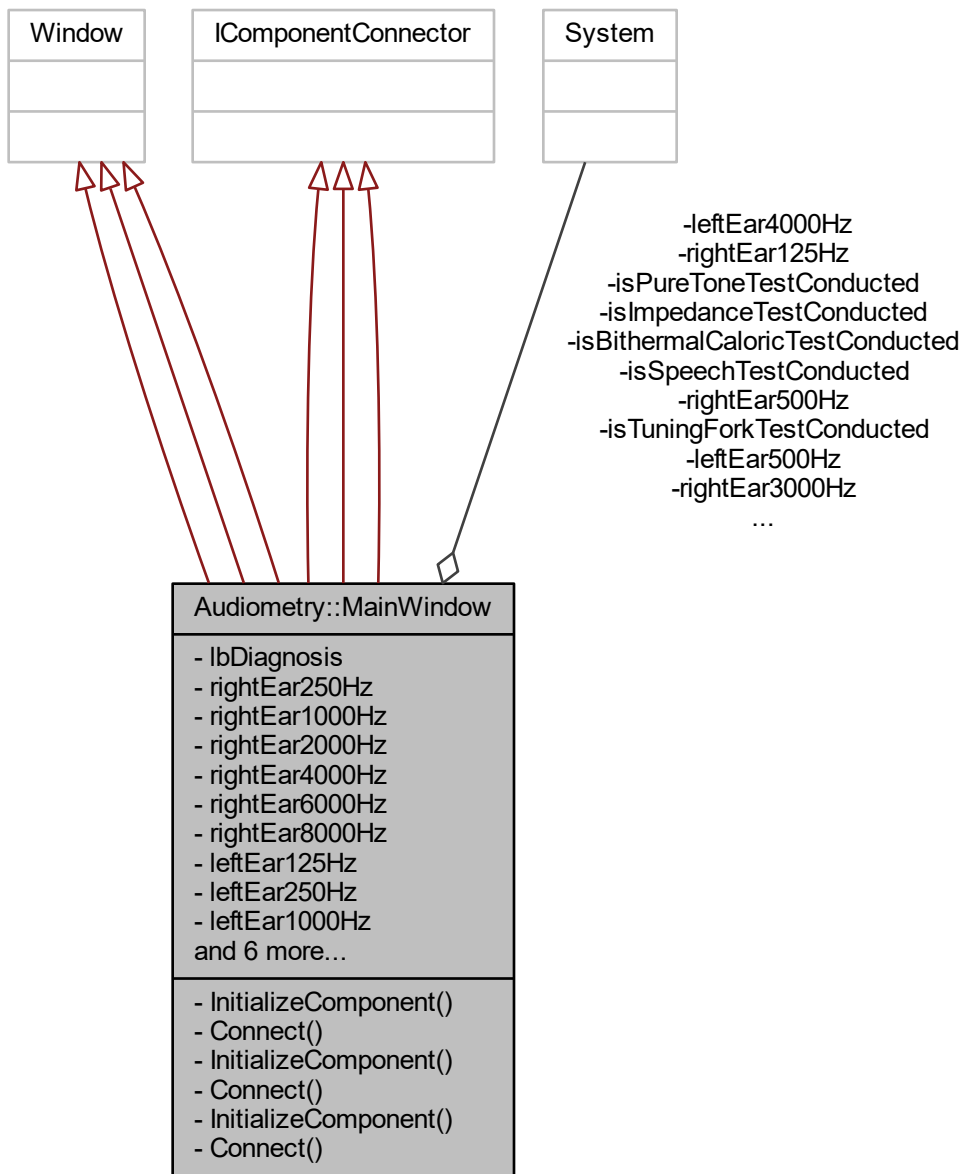 Window
IComponentConnector
System
-leftEar4000Hz
-rightEar125Hz
-isPureToneTestConducted
-isImpedanceTestConducted
-isBithermalCaloricTestConducted
-isSpeechTestConducted
-rightEar500Hz
-isTuningForkTestConducted
-leftEar500Hz
-rightEar3000Hz
...
Audiometry::MainWindow
- lbDiagnosis
- rightEar250Hz
- rightEar1000Hz
- rightEar2000Hz
- rightEar4000Hz
- rightEar6000Hz
- rightEar8000Hz
- leftEar125Hz
- leftEar250Hz
- leftEar1000Hz
and 6 more...
- InitializeComponent()
- Connect()
- InitializeComponent()
- Connect()
- InitializeComponent()
- Connect()